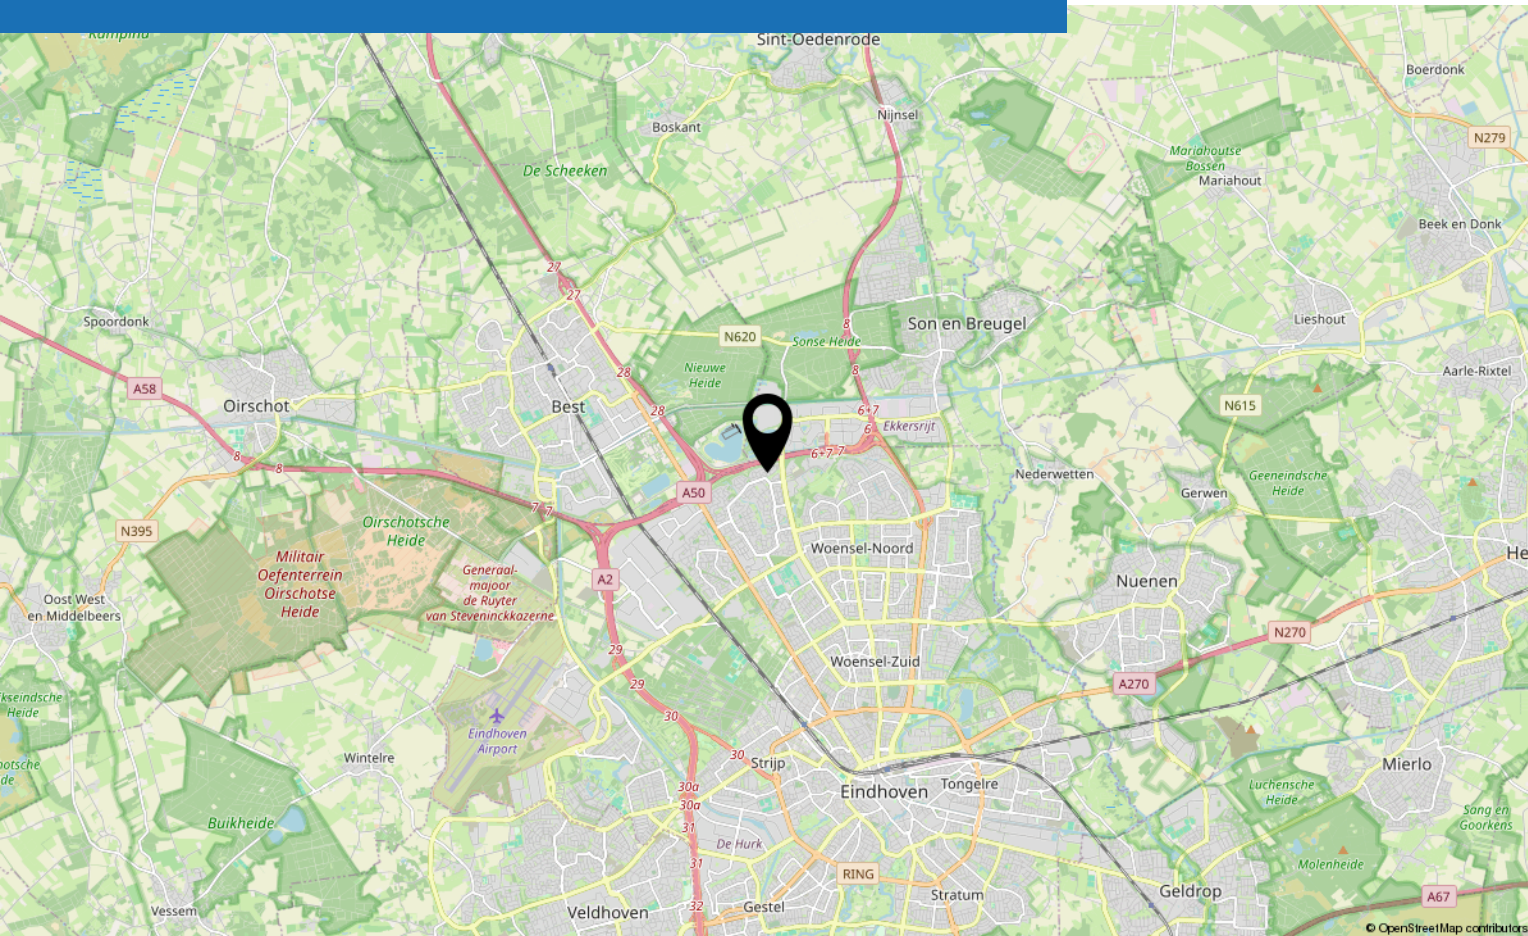 Kampina
Sint-Oedenrode
Boerdonk
Nijnsel
Boskant
N279
De Scheeken
Mariahoutse
Bossen
Mariahout
Beek en Donk
27
27
Spoordonk
8
Son en Breugel
Lieshout
N620
Sonse Heide
28
Nieuwe
Heide
8
Aarle-Rixtel
A58
Oirschot
Best
28
6+7
N615
6
Ekkersrijt
8
8
6+7
7
Nederwetten
Geeneindsche
Heide
A50
Gerwen
7
7
N395
Oirschotsche
Heide
Woensel-Noord
He
Militair
Oefenterrein
Oirschotse
Heide
Generaal-
majoor
de Ruyter
van Steveninckkazerne
A2
Nuenen
Oost West
en Middelbeers
N270
29
Woensel-Zuid
29
A270
kseindsche
Heide
30
Eindhoven
Airport
30
Wintelre
Strijp
Mierlo
otsche
de
30a
Eindhoven
Tongelre
Luchensche
Heide
30a
Sang en
Goorkens
Buikheide
31
De Hurk
31
Molenheide
RING
Geldrop
Stratum
A67
32
Gestel
Vessem
Veldhoven
© OpenStreetMap contributors